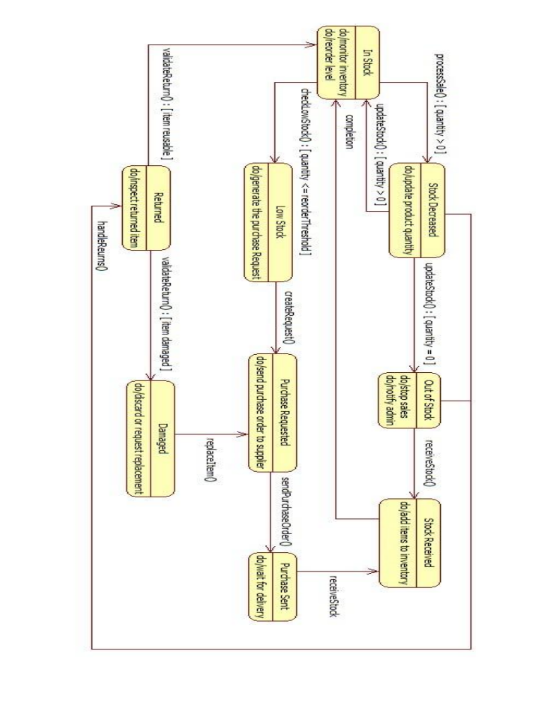 processSale() : [ quantity > 0 ]
In Stock
do/monitor inventory
do/reorder level
updateStock() : [ quantity > 0 ]
completion
Stock Decreased
do/update product quantity
updateStock() : [ quantity = 0 ]
Out of Stock
do/stop sales
do/notify admin
receiveStock()
Stock Received
do/add items to inventory
checkLowStock() : [ quantity <= reorderThreshold ]
Low Stock
do/generate the purchase Request
createRequest()
Purchase Requested
do/send purchase order to supplier
sendPurchaseOrder()
Purchase Sent
do/wait for delivery
receiveStock
validateReturn() : [ item reusable ]
Returned
do/inspect returned item
validateReturn() : [ item damaged ]
Damaged
do/discard or request replacement
replaceItem()
handleReurns()